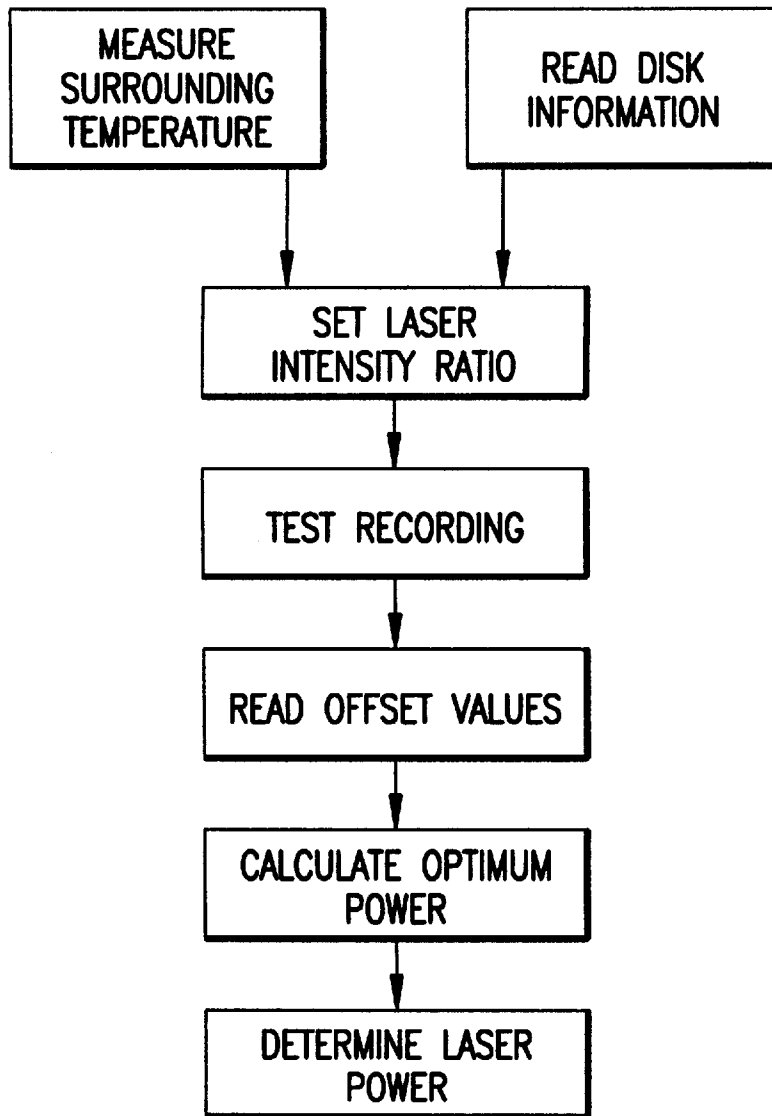 MEASURE
SURROUNDING
TEMPERATURE
READ DISK
INFORMATION
SET LASER
INTENSITY RATIO
TEST RECORDING
READ OFFSET VALUES
CALCULATE OPTIMUM
POWER
DETERMINE LASER
POWER